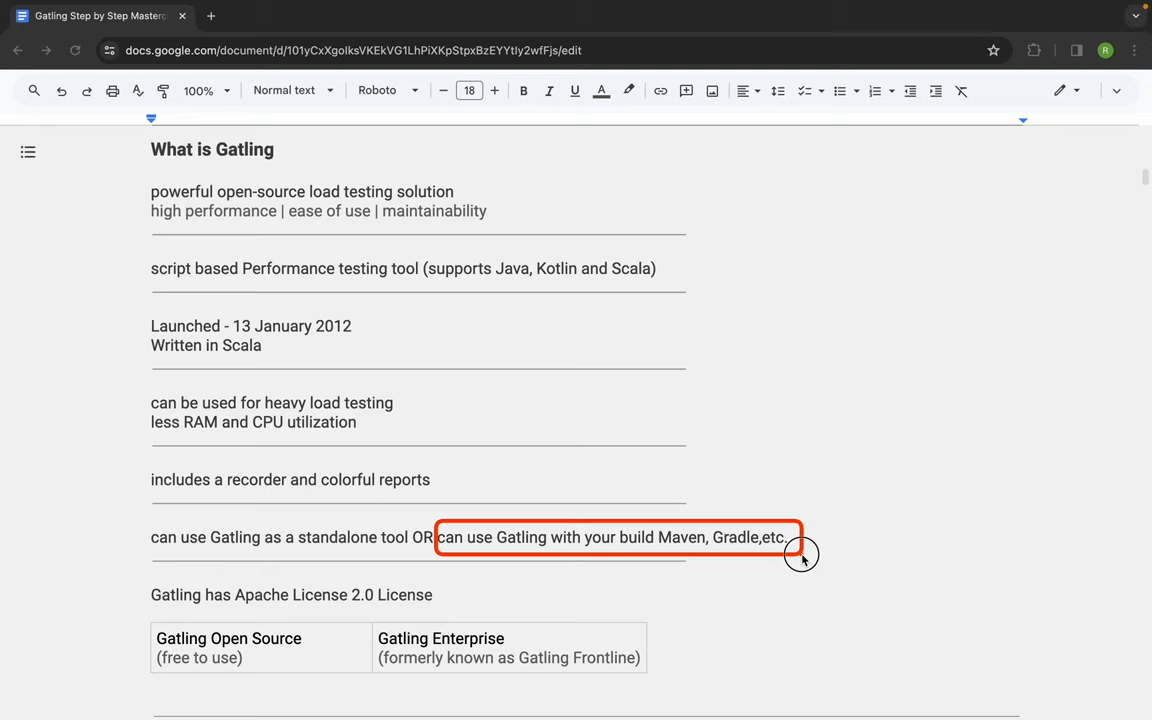 Gatling Step by Step Masterc
docs.google.com/document/d/101yCxXgolksVKEkVG1LhPiXKpStpxBzEYYtIy2wfFjs/edit
R
100%
Normal text
Roboto
18
B I U A
What is Gatling
powerful open-source load testing solution
high performance | ease of use | maintainability
script based Performance testing tool (supports Java, Kotlin and Scala)
Launched - 13 January 2012
Written in Scala
can be used for heavy load testing
less RAM and CPU utilization
includes a recorder and colorful reports
can use Gatling as a standalone tool OR can use Gatling with your build Maven, Gradle,etc.
Gatling has Apache License 2.0 License
Gatling Open Source
(free to use)
Gatling Enterprise
(formerly known as Gatling Frontline)